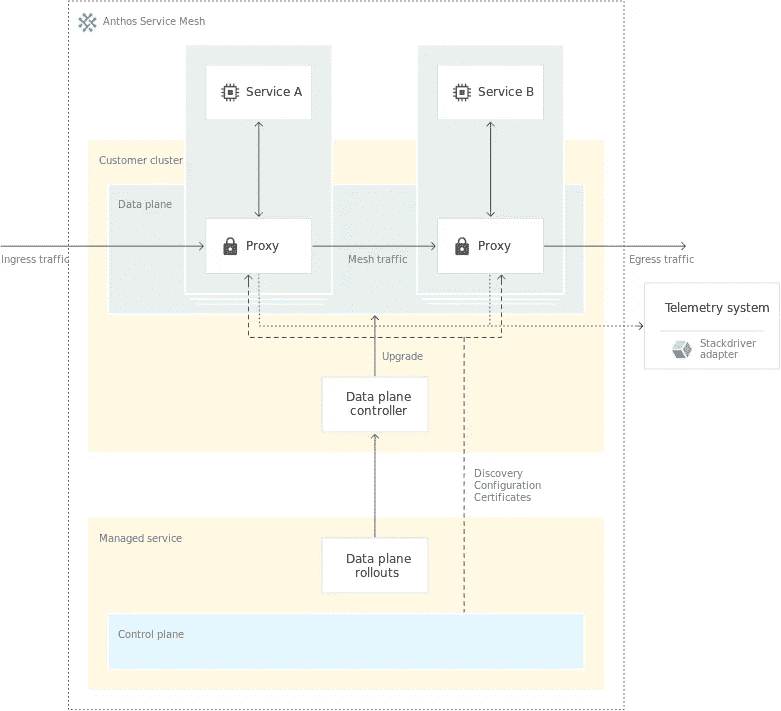 Anthos Service Mesh
Service A
Service B
Customer cluster
Data plane
Proxy
Proxy
Ingress traffic
Mesh traffic
Egress traffic
Telemetry system
Stackdriver
adapter
Upgrade
Data plane
controller
Discovery
Configuration
Certificates
Managed service
Data plane
rollouts
Control plane